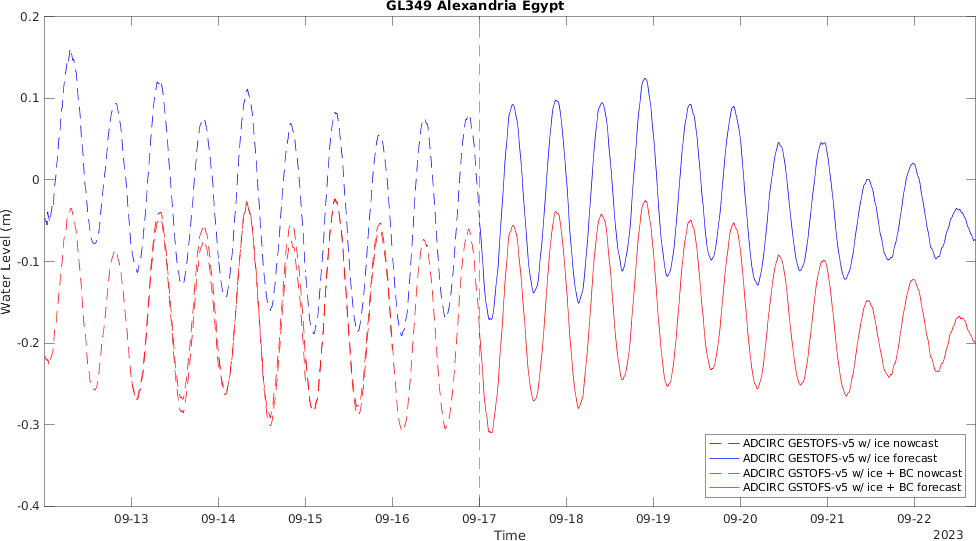 GL349 Alexandria Egypt
Water Level (m)
0.2
0.1
0
-0.1
-0.2
-0.3
-0.4
09-13
09-14
09-15
09-16
09-17
09-18
09-19
09-20
09-21
09-22
Time
2023
ADCIRC GESTOFS-v5 w/ ice nowcast
ADCIRC GESTOFS-v5 w/ ice forecast
ADCIRC GSTOFS-v5 w/ ice + BC nowcast
ADCIRC GSTOFS-v5 w/ ice + BC forecast